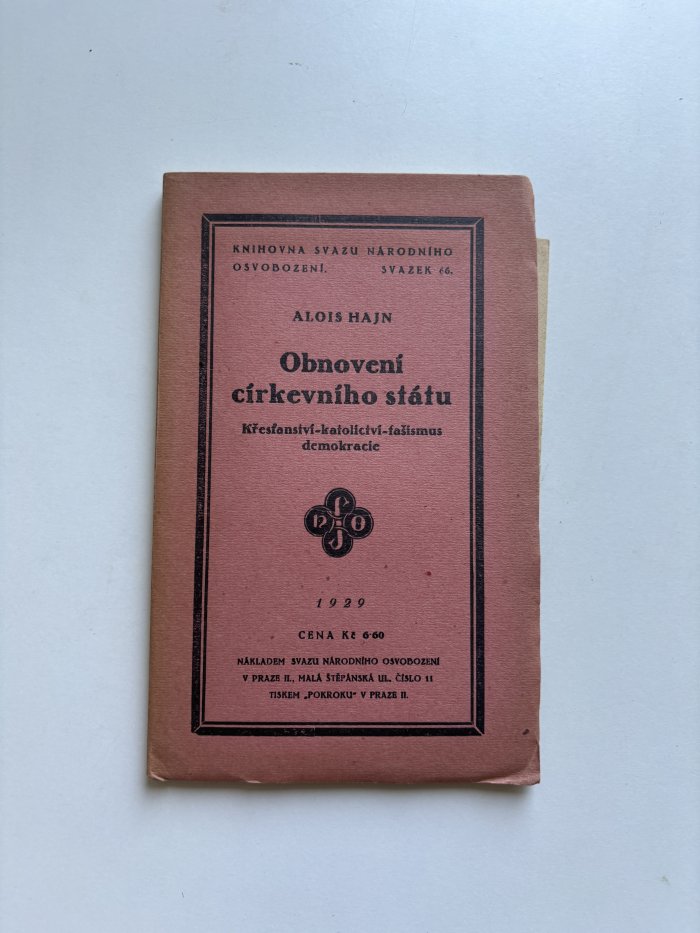 KNIHOVNA SVAZU NÁRODNÍHO
OSVOBOZENÍ. SVAZEK 66.
ALOIS HAJN
Obnovení
církevního státu
Křesťanství-katolictví-fašismus
demokracie
S
N O
J
1929
CENA Kč 6·60
NÁKLADEM SVAZU NÁRODNÍHO OSVOBOZENÍ
V PRAZE II., MALÁ ŠTĚPÁNSKÁ UL., ČÍSLO 11
TISKEM „POKROKU“ V PRAZE II.